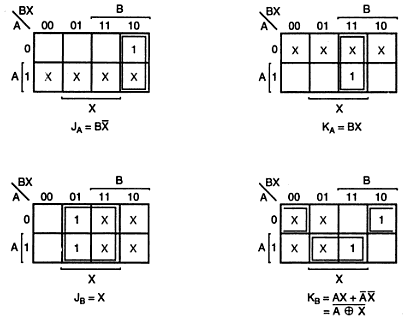 BX B
A 00 01 11 10
0 1
A 1 X X X X
X
J_A = BX̅
BX B
A 00 01 11 10
0 X X X X
A 1 1
X
K_A = BX
BX B
A 00 01 11 10
0 1 X X
A 1 1 X X
X
J_B = X
BX B
A 00 01 11 10
0 X X 1
A 1 X X 1
X
K_B = AX + A̅X̅
= A̅ ⊕̅ X̅